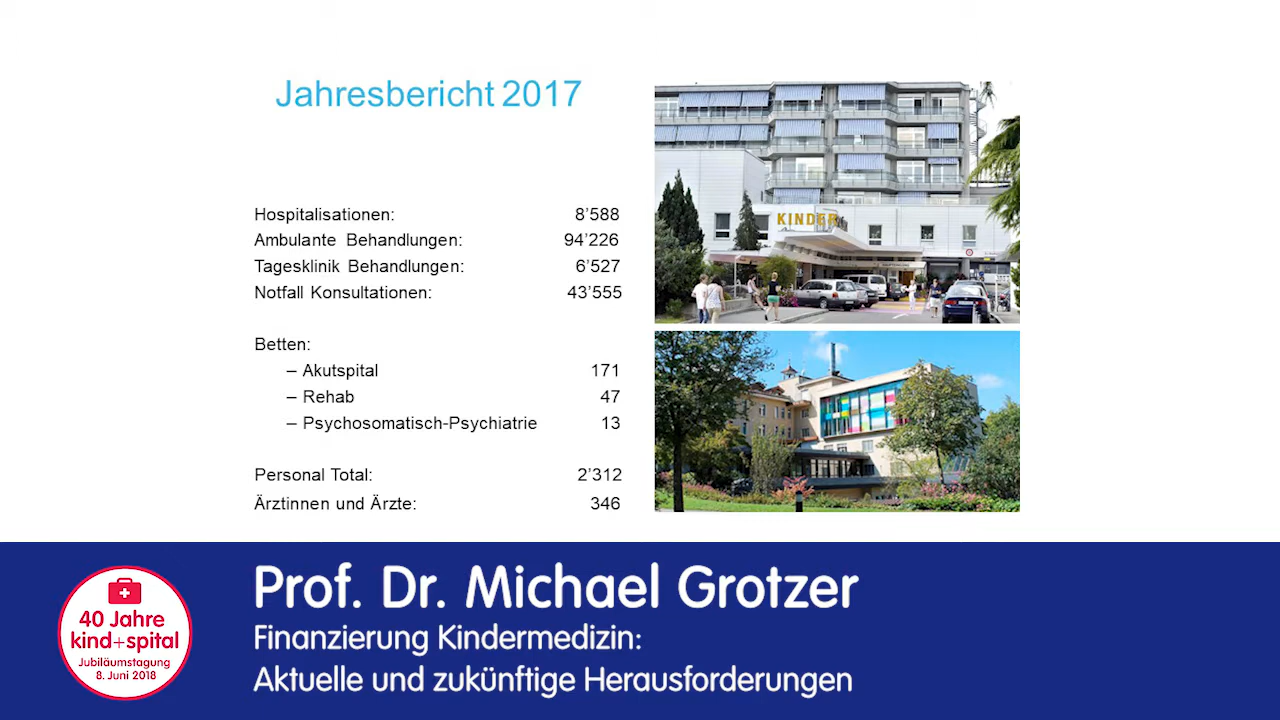 Jahresbericht 2017
Hospitalisationen: 8'588
Ambulante Behandlungen: 94'226
Tagesklinik Behandlungen: 6'527
Notfall Konsultationen: 43'555
Betten:
– Akutspital 171
– Rehab 47
– Psychosomatisch-Psychiatrie 13
Personal Total: 2'312
Ärztinnen und Ärzte: 346
KINDER
40 Jahre
kind+spital
Jubiläumstagung
8. Juni 2018
Prof. Dr. Michael Grotzer
Finanzierung Kindermedizin:
Aktuelle und zukünftige Herausforderungen